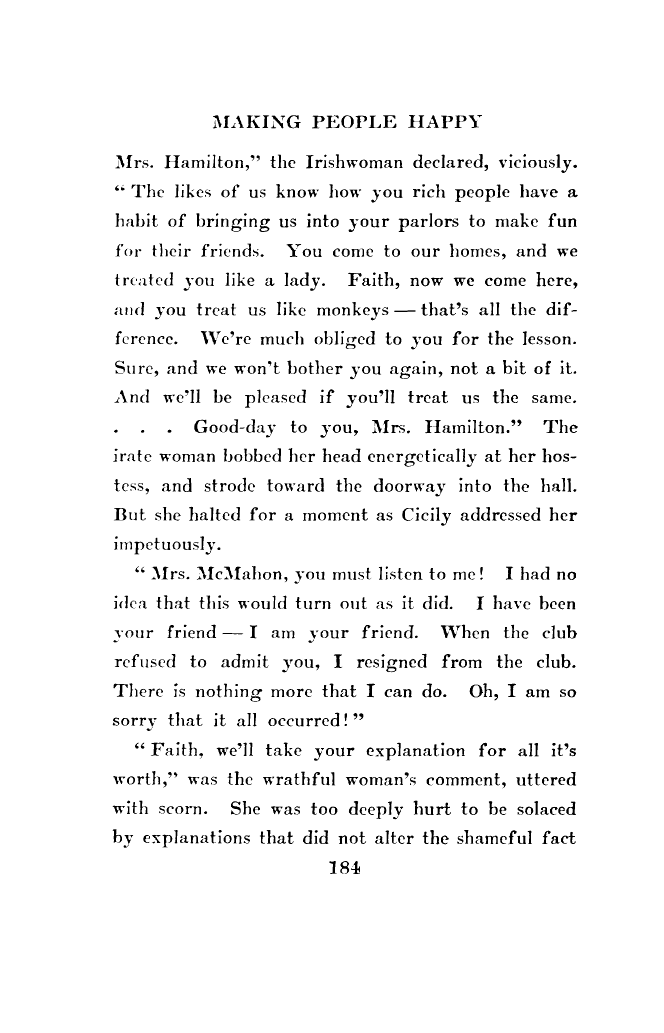 MAKING PEOPLE HAPPY
Mrs. Hamilton,” the Irishwoman declared, viciously.
“ The likes of us know how you rich people have a
habit of bringing us into your parlors to make fun
for their friends. You come to our homes, and we
treated you like a lady. Faith, now we come here,
and you treat us like monkeys — that’s all the dif-
ference. We’re much obliged to you for the lesson.
Sure, and we won’t bother you again, not a bit of it.
And we’ll be pleased if you’ll treat us the same.
. . . Good-day to you, Mrs. Hamilton.” The
irate woman bobbed her head energetically at her hos-
tess, and strode toward the doorway into the hall.
But she halted for a moment as Cicily addressed her
impetuously.
“ Mrs. McMahon, you must listen to me! I had no
idea that this would turn out as it did. I have been
your friend — I am your friend. When the club
refused to admit you, I resigned from the club.
There is nothing more that I can do. Oh, I am so
sorry that it all occurred! ”
“ Faith, we’ll take your explanation for all it’s
worth,” was the wrathful woman’s comment, uttered
with scorn. She was too deeply hurt to be solaced
by explanations that did not alter the shameful fact
184